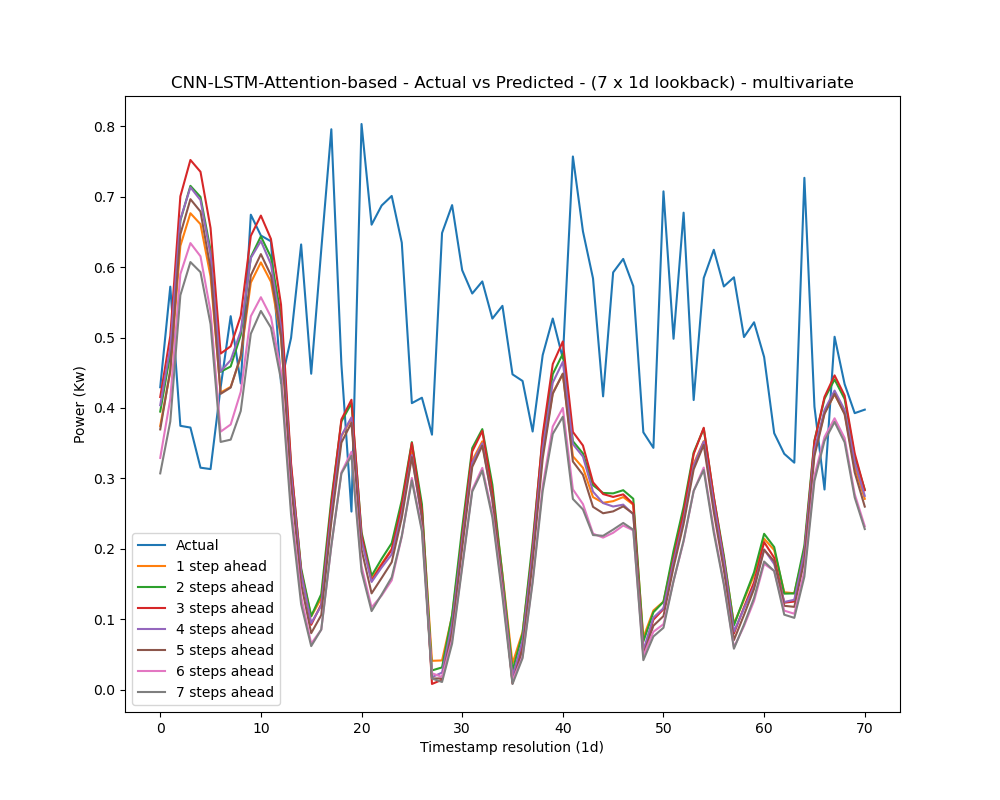 CNN-LSTM-Attention-based - Actual vs Predicted - (7 x 1d lookback) - multivariate
Power (Kw)
0.8
0.7
0.6
0.5
0.4
0.3
0.2
0.1
0.0
Actual
1 step ahead
2 steps ahead
3 steps ahead
4 steps ahead
5 steps ahead
6 steps ahead
7 steps ahead
0 10 20 30 40 50 60 70
Timestamp resolution (1d)